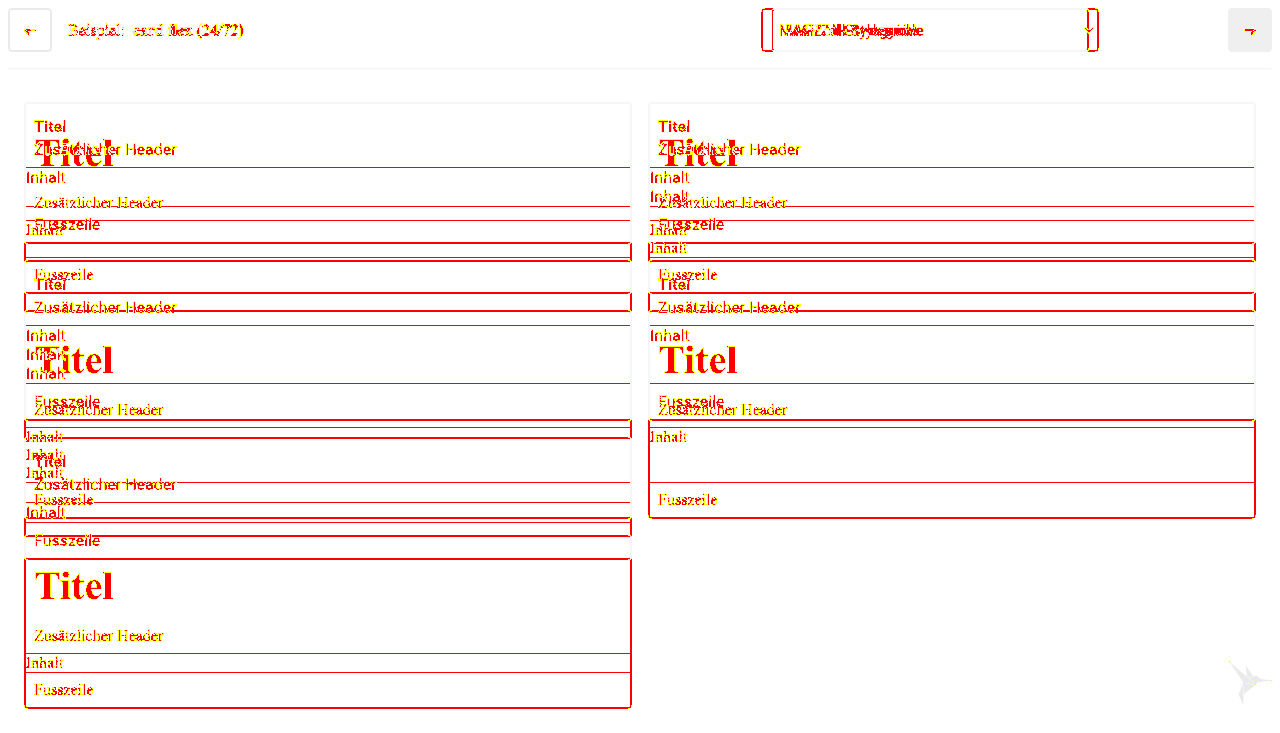 Beispiel: card-flex (24/72)
Titel
Zusätzlicher Header
Titel
Inhalt
Zusätzlicher Header
Fusszeile
Inhalt
Fusszeile
Titel
Zusätzlicher Header
Inhalt
Inhalt
Titel
Inhalt
Fusszeile
Zusätzlicher Header
Inhalt
Inhalt
Titel
Inhalt
Zusätzlicher Header
Fusszeile
Inhalt
Fusszeile
Titel
Zusätzlicher Header
Inhalt
Fusszeile
Titel
Zusätzlicher Header
Titel
Inhalt
Inhalt
Zusätzlicher Header
Fusszeile
Inhalt
Inhalt
Fusszeile
Titel
Zusätzlicher Header
Inhalt
Titel
Fusszeile
Zusätzlicher Header
Inhalt
Fusszeile